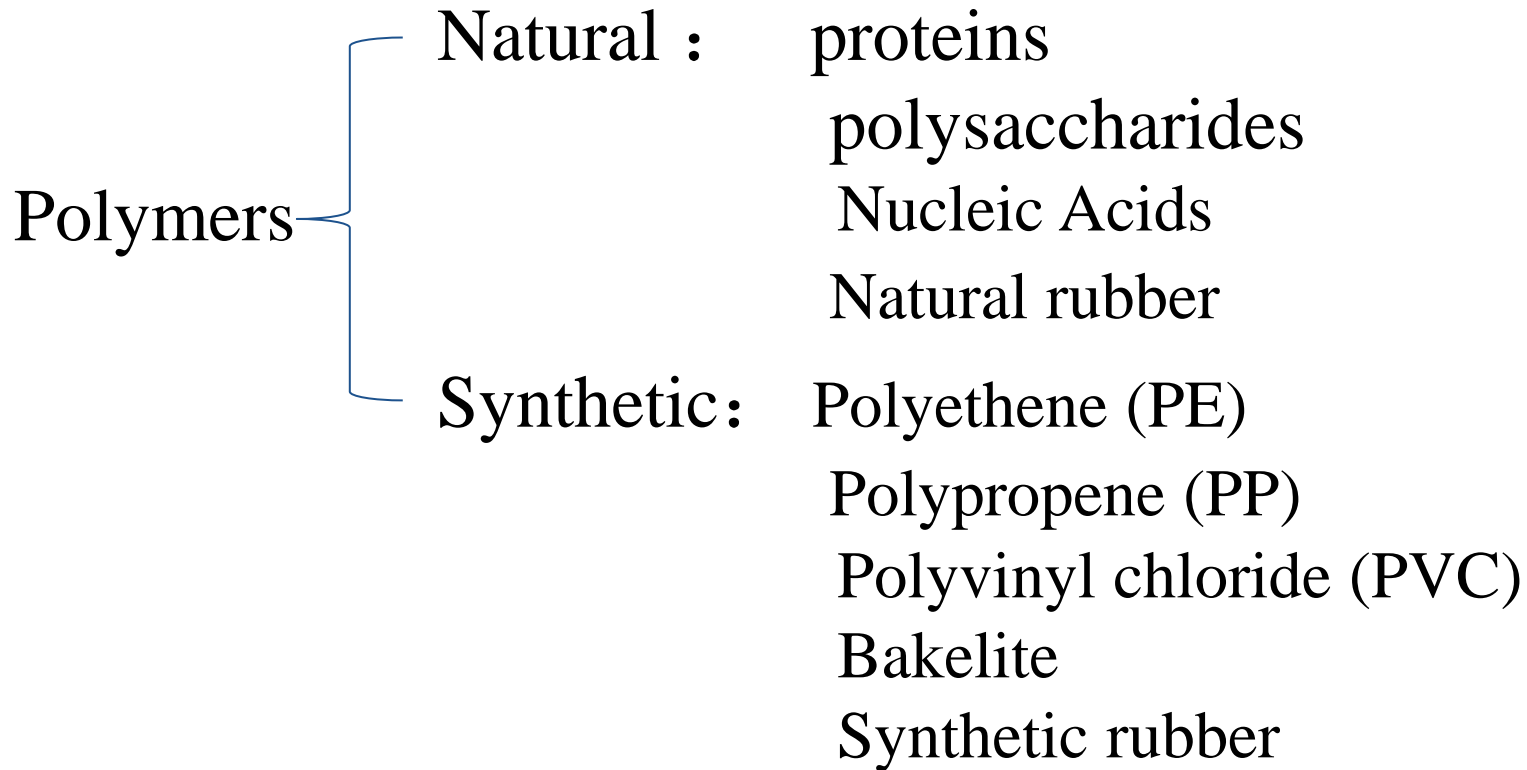 Natural ： proteins
polysaccharides
Polymers
Nucleic Acids
Natural rubber
Synthetic： Polyethene (PE)
Polypropene (PP)
Polyvinyl chloride (PVC)
Bakelite
Synthetic rubber